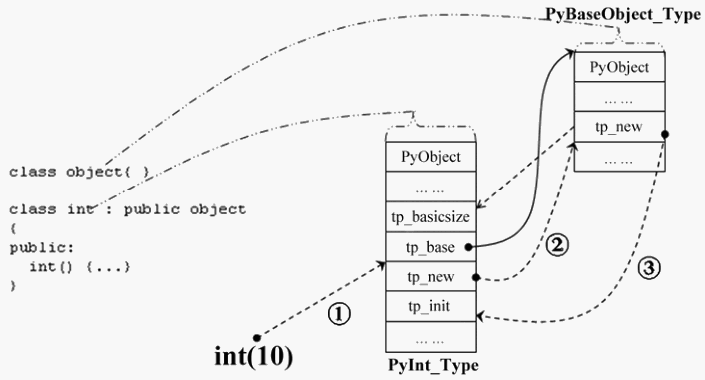 PyBaseObject_Type
PyObject
... ...
tp_new
... ...
PyObject
... ...
tp_basicsize
tp_base
tp_new
tp_init
... ...
PyInt_Type
class object{ }
class int : public object
{
public:
int() {...}
}
①
②
③
int(10)